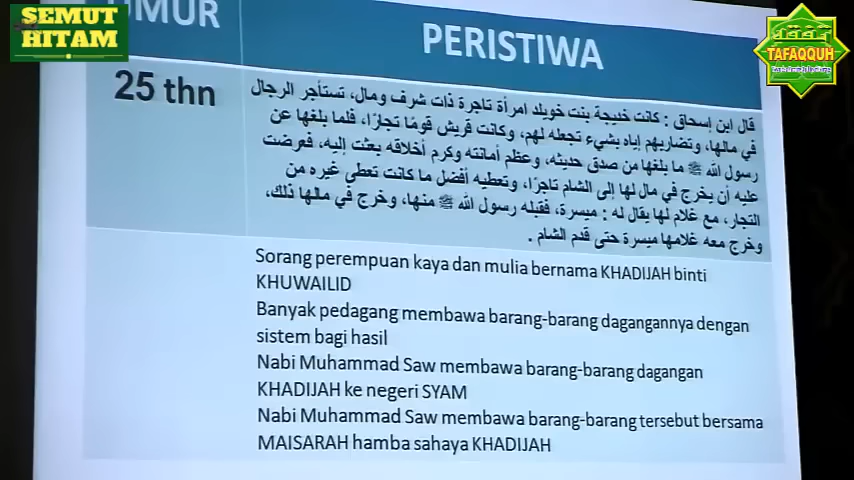 SEMUT
HITAM
UMUR
PERISTIWA
TAFAQQUH
25 thn
قال ابن إسحاق : كانت خديجة بنت خويلد امرأة تاجرة ذات شرف ومال، تستأجر الرجال
في مالها، وتضاربهم إياه بشيء تجعله لهم، وكانت قريش قومًا تجارًا، فلما بلغها عن
رسول الله ﷺ ما بلغها من صدق حديثه، وعظم أمانته وكرم أخلاقه بعثت إليه، فعرضت
عليه أن يخرج في مال لها إلى الشام تاجرًا، وتعطيه أفضل ما كانت تعطي غيره من
التجار، مع غلام لها يقال له : ميسرة، فقبله رسول الله ﷺ منها، وخرج في مالها ذلك،
وخرج معه غلامها ميسرة حتى قدم الشام .
Sorang perempuan kaya dan mulia bernama KHADIJAH binti
KHUWAILID
Banyak pedagang membawa barang-barang dagangannya dengan
sistem bagi hasil
Nabi Muhammad Saw membawa barang-barang dagangan
KHADIJAH ke negeri SYAM
Nabi Muhammad Saw membawa barang-barang tersebut bersama
MAISARAH hamba sahaya KHADIJAH